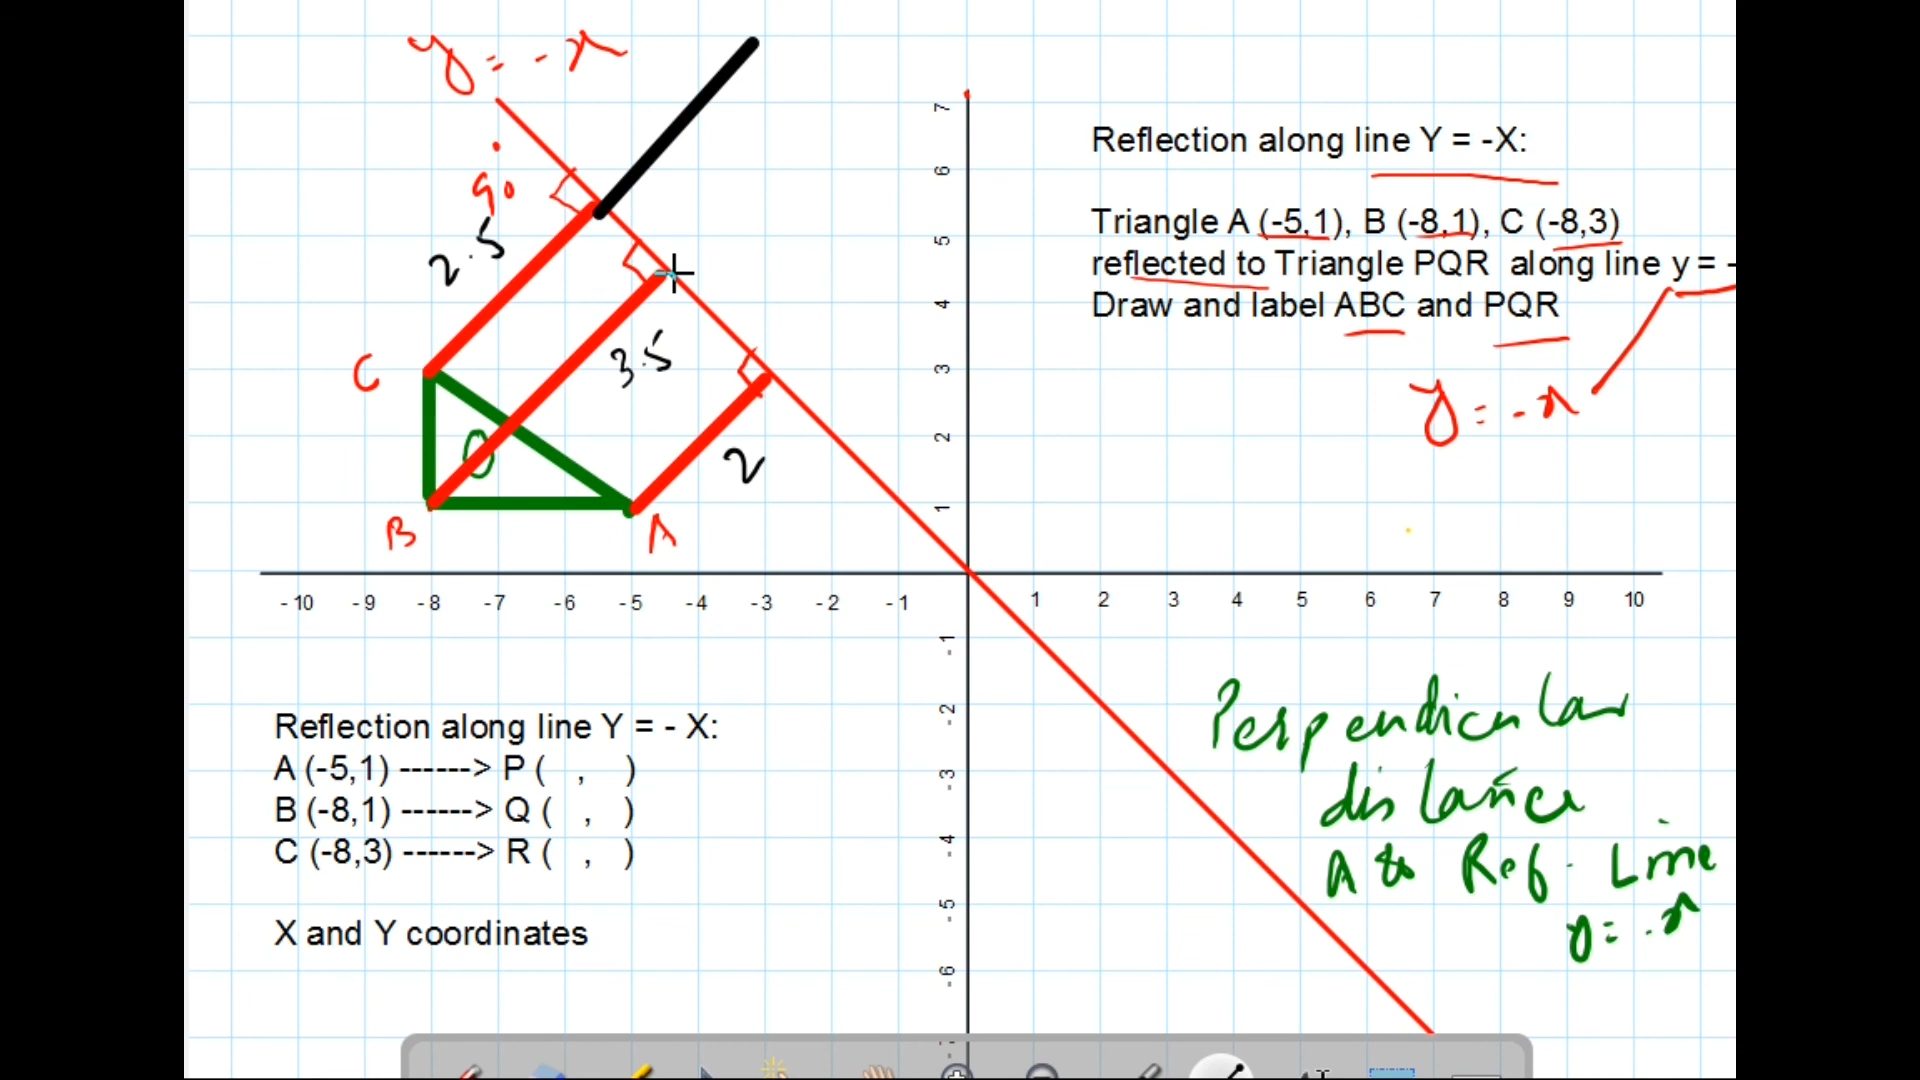 y = -x
7
Reflection along line Y = -X:
6
90
Triangle A (-5,1), B (-8,1), C (-8,3)
2.5
5
reflected to Triangle PQR along line y = -
4
Draw and label ABC and PQR
3.5
C
3
y = -x
2
2
B
A
1
-10 -9 -8 -7 -6 -5 -4 -3 -2 -1 1 2 3 4 5 6 7 8 9 10
-1
-2
Perpendicular
Reflection along line Y = - X:
A (-5,1) ------> P ( , )
-3
distance
B (-8,1) ------> Q ( , )
-4
C (-8,3) ------> R ( , )
A to Ref. Line
-5
y = -x
X and Y coordinates
-6